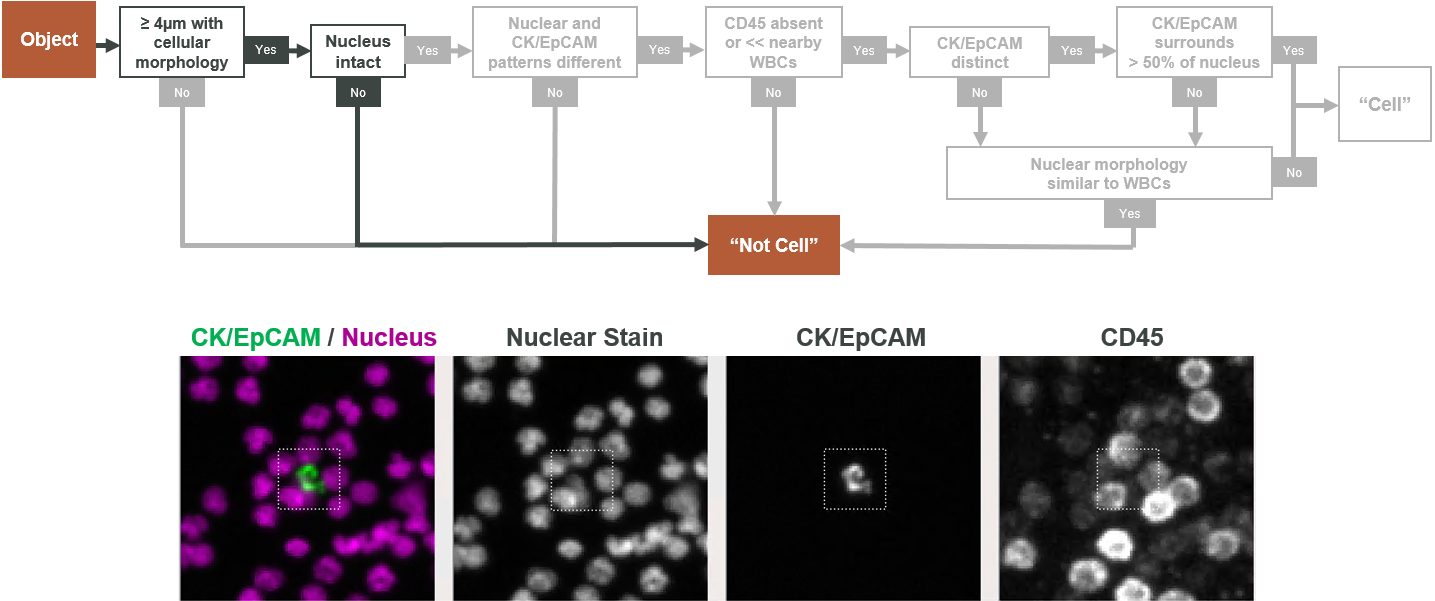 Object
≥ 4μm with
cellular
morphology
Yes
No
Nucleus
intact
Yes
No
Nuclear and
CK/EpCAM
patterns different
Yes
No
CD45 absent
or << nearby
WBCs
Yes
No
CK/EpCAM
distinct
Yes
No
CK/EpCAM
surrounds
> 50% of nucleus
Yes
No
“Cell”
Nuclear morphology
similar to WBCs
No
Yes
“Not Cell”
CK/EpCAM / Nucleus
Nuclear Stain
CK/EpCAM
CD45